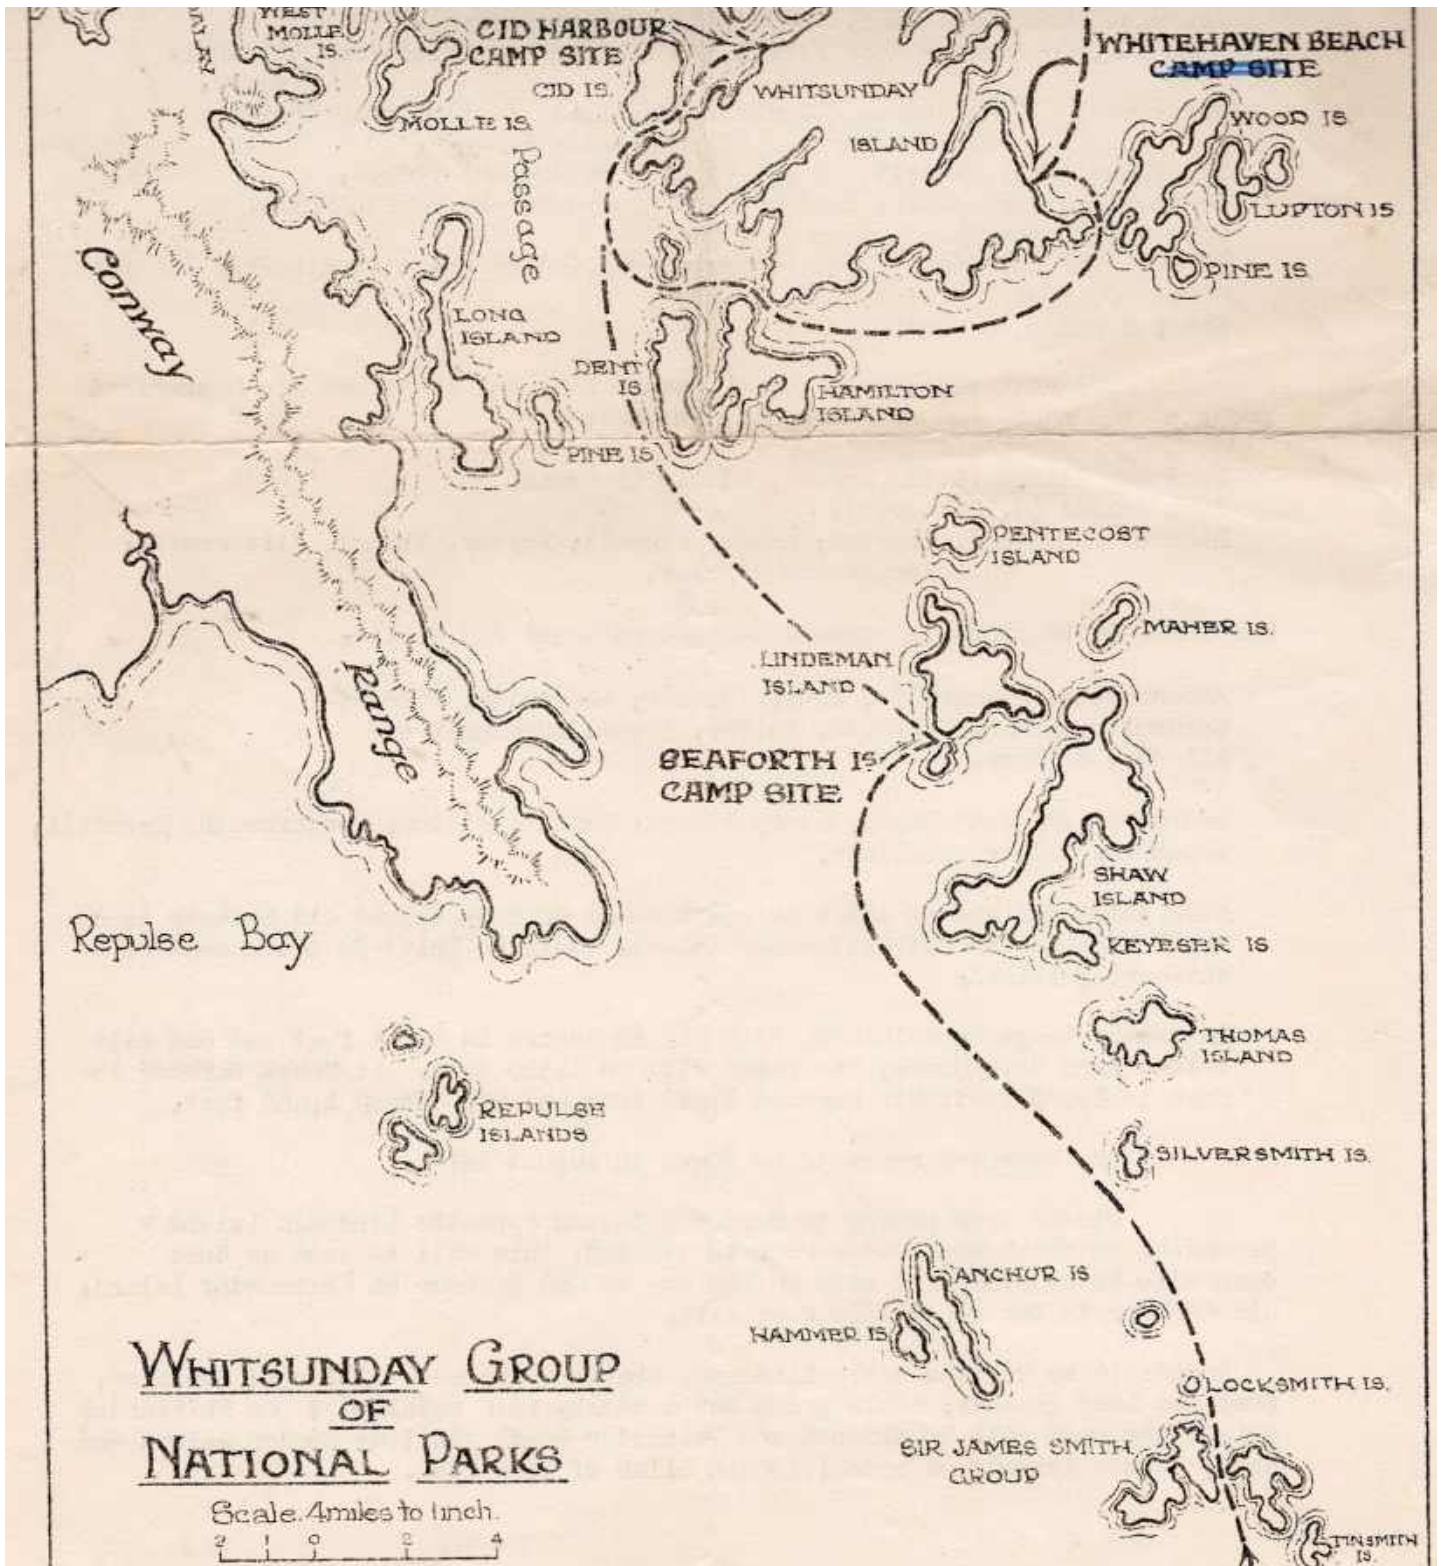 WEST
MOLLE
IS.
CID HARBOUR
CAMP SITE
CID IS.
WHITEHAVEN BEACH
CAMP SITE
WHITSUNDAY
ISLAND
MOLLE IS.
WOOD IS
LUPTON IS
PINE IS
Passage
Conway
LONG
ISLAND
DENT
IS
HAMILTON
ISLAND
PINE IS
PENTECOST
ISLAND
MAHER IS.
LINDEMAN
ISLAND
Range
SEAFORTH IS
CAMP SITE
SHAW
ISLAND
KEYESER IS
Repulse Bay
THOMAS
ISLAND
REPULSE
ISLANDS
SILVERSMITH IS.
ANCHOR IS
HAMMER IS.
LOCKSMITH IS.
SIR JAMES SMITH
GROUP
TINSMITH
IS.
WHITSUNDAY GROUP
OF
NATIONAL PARKS
Scale. 4 miles to 1 inch.
2 1 0 2 4